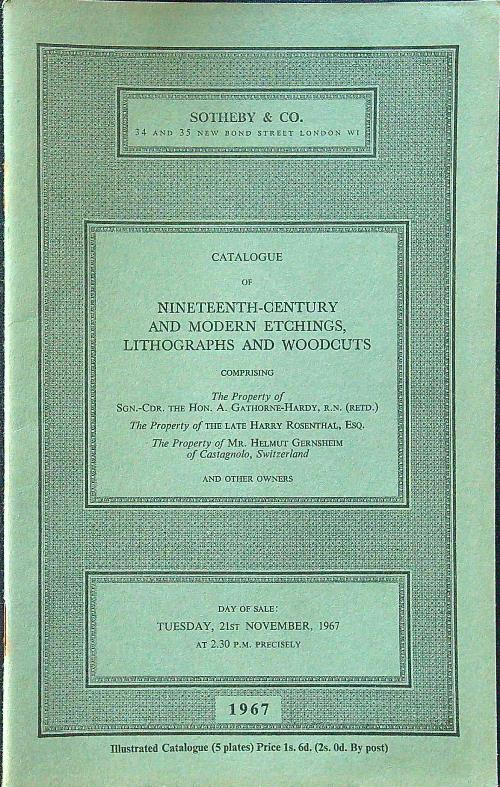 SOTHEBY & CO.
34 AND 35 NEW BOND STREET LONDON W1
CATALOGUE
OF
NINETEENTH-CENTURY
AND MODERN ETCHINGS,
LITHOGRAPHS AND WOODCUTS
COMPRISING
The Property of
SGN.-CDR. THE HON. A. GATHORNE-HARDY, R.N. (RETD.)
The Property of THE LATE HARRY ROSENTHAL, ESQ.
The Property of MR. HELMUT GERNSHEIM
of Castagnolo, Switzerland
AND OTHER OWNERS
DAY OF SALE:
TUESDAY, 21ST NOVEMBER, 1967
AT 2.30 P.M. PRECISELY
1967
Illustrated Catalogue (5 plates) Price 1s. 6d. (2s. 0d. By post)